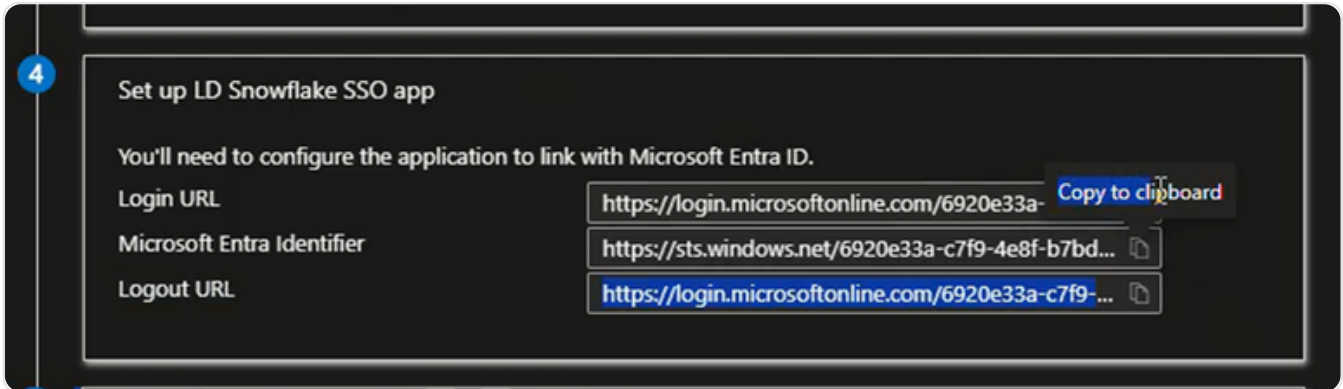 4
Set up LD Snowflake SSO app
You'll need to configure the application to link with Microsoft Entra ID.
Login URL
https://login.microsoftonline.com/6920e33a-
Copy to clipboard
Microsoft Entra Identifier
https://sts.windows.net/6920e33a-c7f9-4e8f-b7bd...
Logout URL
https://login.microsoftonline.com/6920e33a-c7f9-...